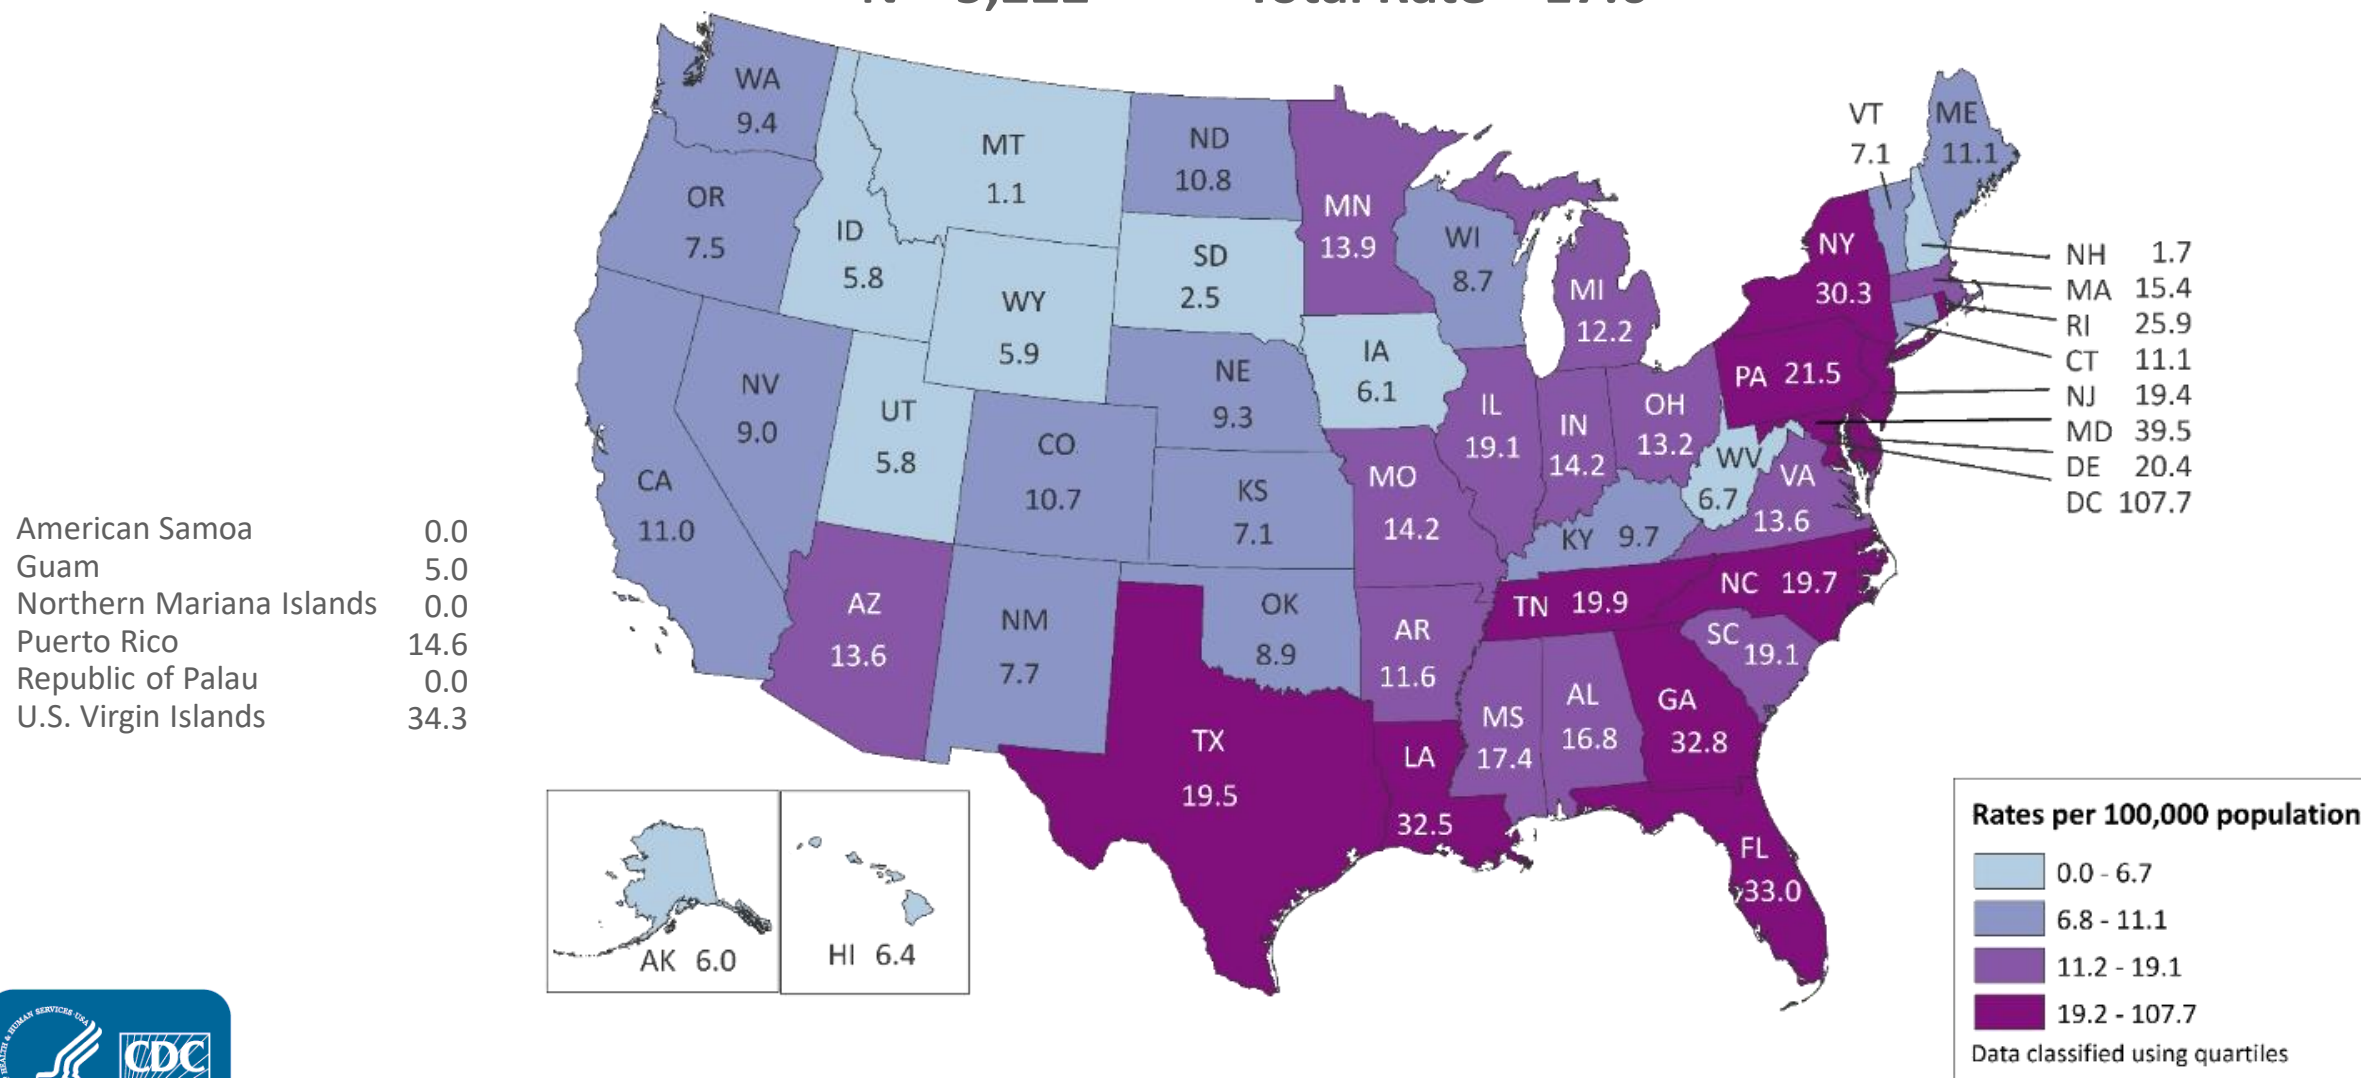 WA
9.4
OR
7.5
CA
11.0
NV
9.0
ID
5.8
MT
1.1
WY
5.9
UT
5.8
AZ
13.6
CO
10.7
NM
7.7
ND
10.8
SD
2.5
NE
9.3
KS
7.1
OK
8.9
TX
19.5
MN
13.9
IA
6.1
MO
14.2
AR
11.6
LA
32.5
WI
8.7
IL
19.1
MI
12.2
IN
14.2
OH
13.2
KY 9.7
TN 19.9
MS
17.4
AL
16.8
GA
32.8
FL
33.0
SC
19.1
NC 19.7
VA
13.6
WV
6.7
PA 21.5
NY
30.3
VT
7.1
ME
11.1
NH 1.7
MA 15.4
RI 25.9
CT 11.1
NJ 19.4
MD 39.5
DE 20.4
DC 107.7
AK 6.0
HI 6.4
American Samoa 0.0
Guam 5.0
Northern Mariana Islands 0.0
Puerto Rico 14.6
Republic of Palau 0.0
U.S. Virgin Islands 34.3
Rates per 100,000 population
0.0 - 6.7
6.8 - 11.1
11.2 - 19.1
19.2 - 107.7
Data classified using quartiles
HEALTH & HUMAN SERVICES USA
CDC